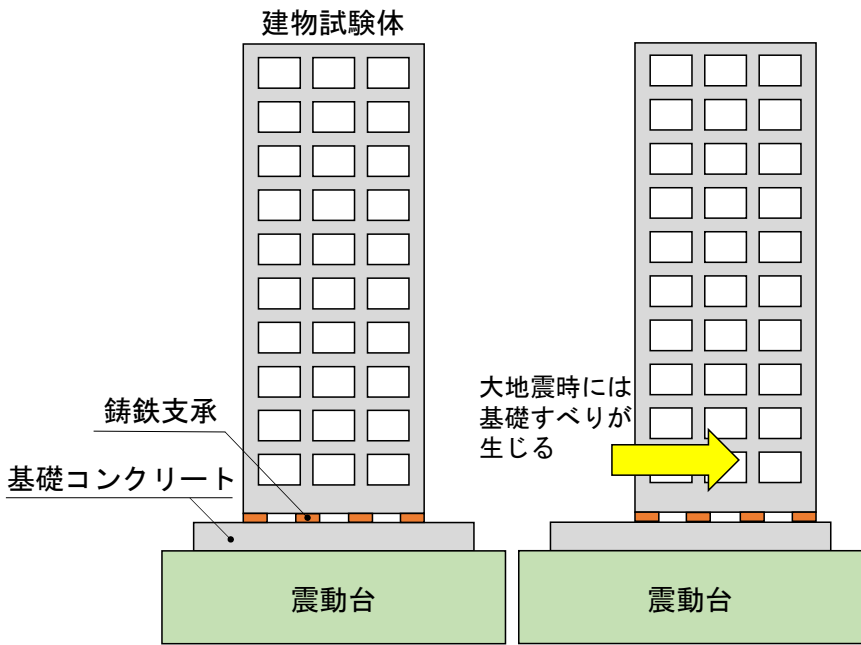 建物試験体
鋳鉄支承
基礎コンクリート
震動台
大地震時には
基礎すべりが
生じる
震動台